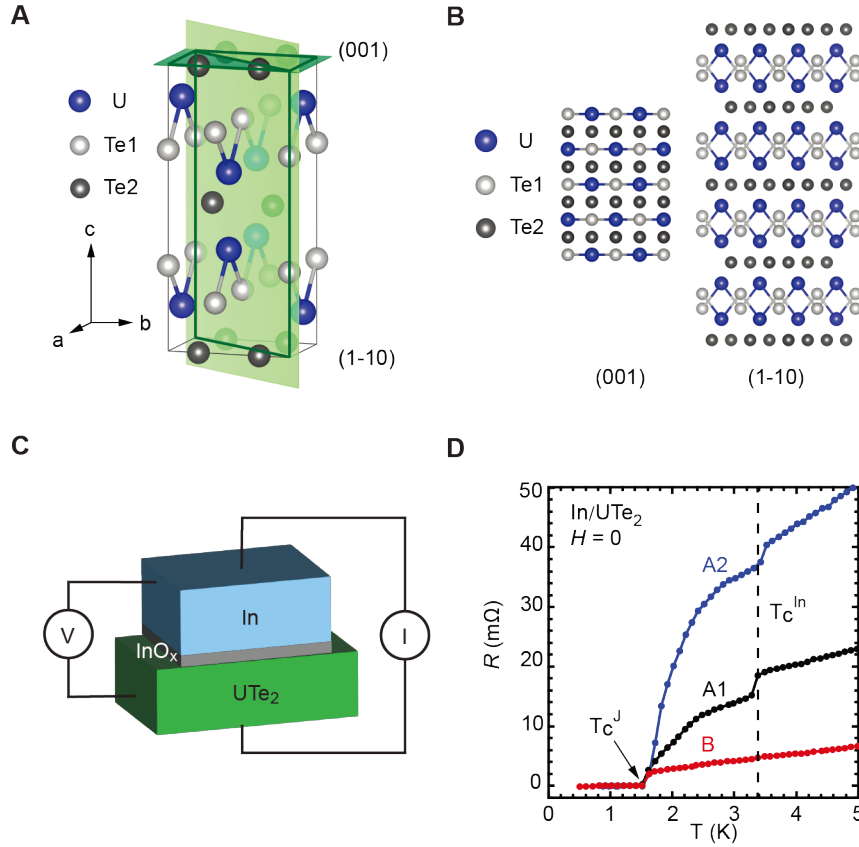 A
(001)
U
Te1
Te2
c
a
b
(1-10)
B
U
Te1
Te2
(001)
(1-10)
C
V
In
InOₓ
UTe₂
I
D
50
40
30
20
10
0
R (mΩ)
In/UTe₂
H = 0
A2
Tcᴵⁿ
A1
Tcᴶ
B
0
1
2
3
4
5
T (K)